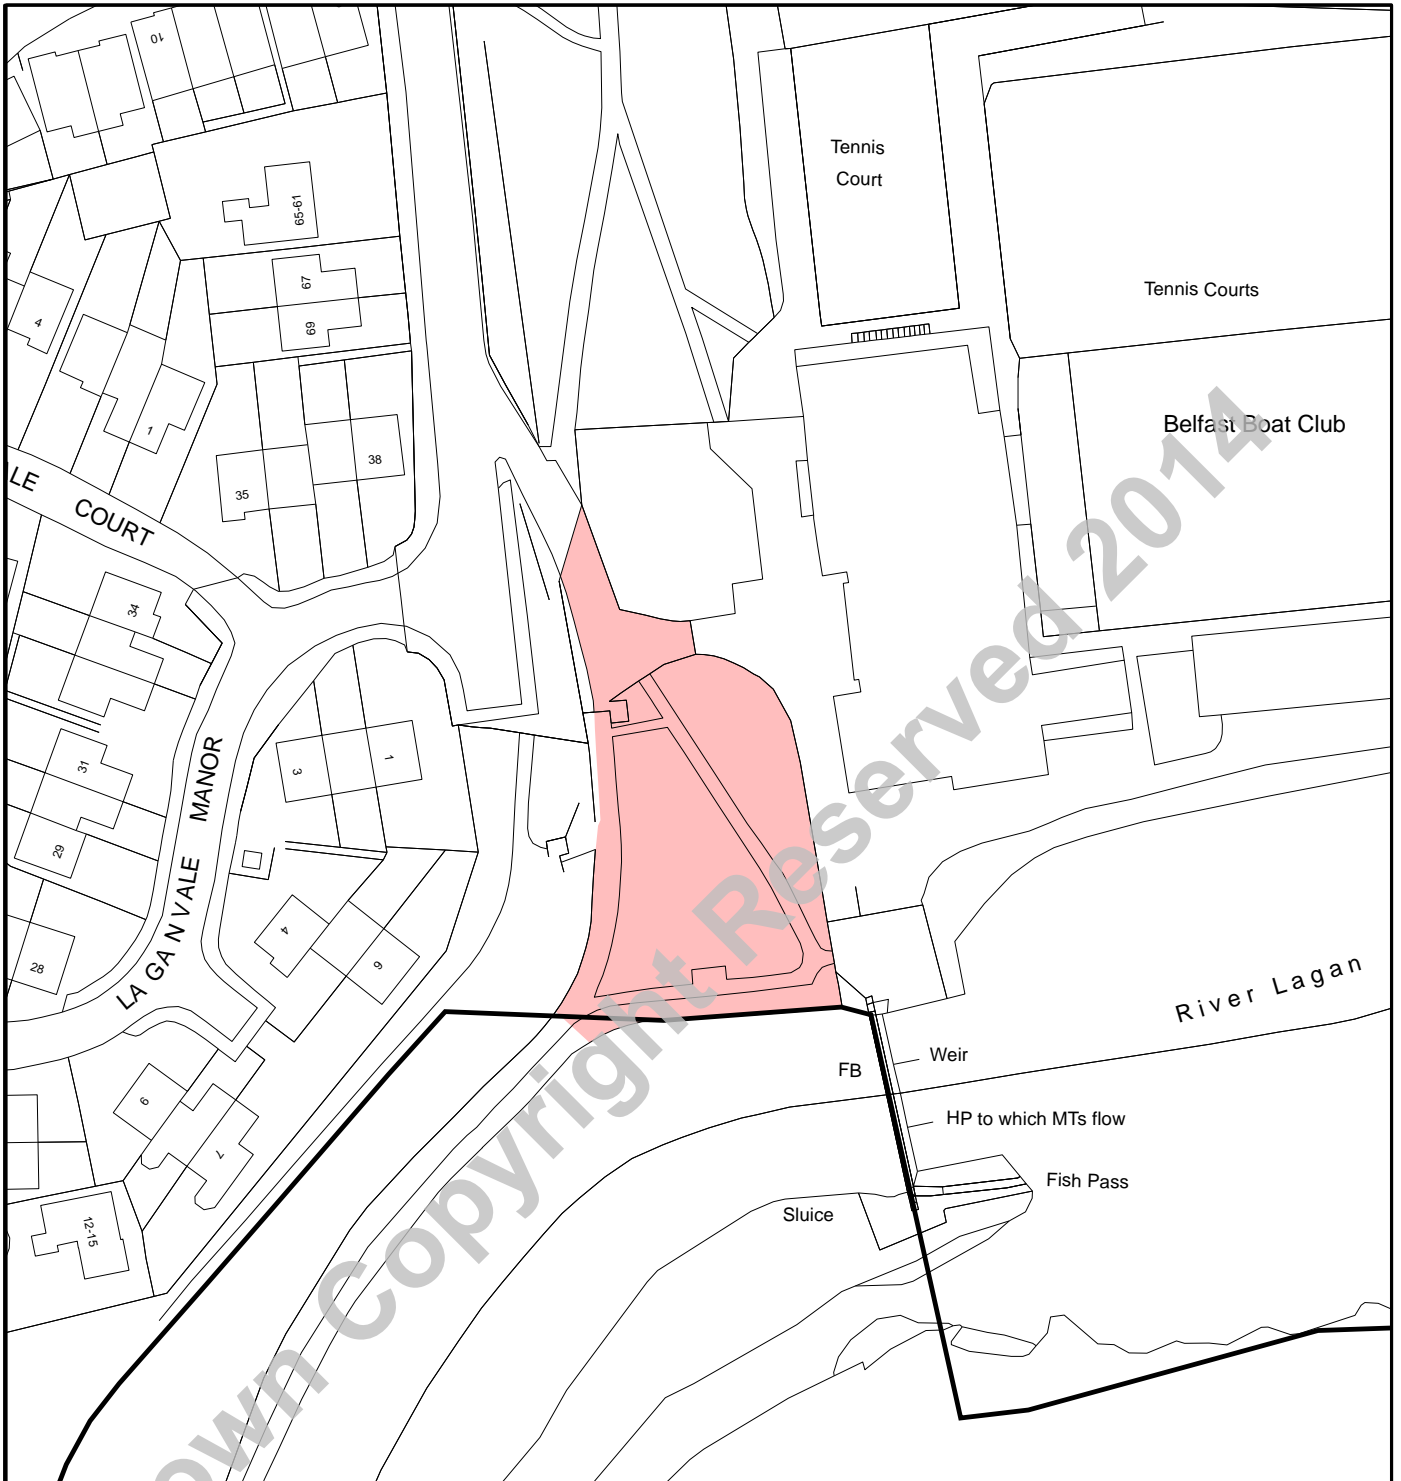 10
Tennis
Court
65-61
67
69
Tennis Courts
4
1
Belfast Boat Club
38
35
LE COURT
34
31
29
28
LAGANVALE MANOR
3
1
4
6
River Lagan
Weir
FB
HP to which MTs flow
Fish Pass
Sluice
6
7
12-15
own Copyright Reserved 2014